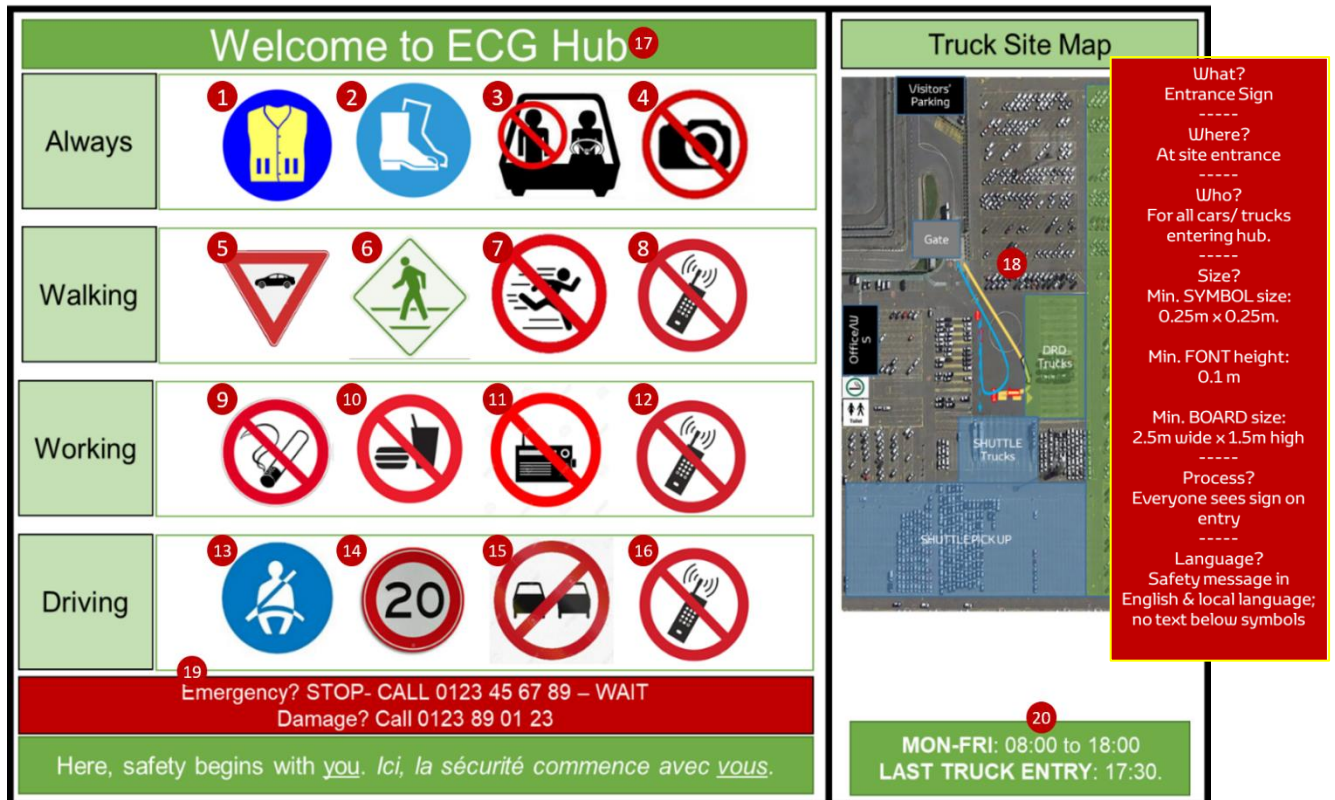 Welcome to ECG Hub 17
Always
1
2
3
4
Walking
5
6
7
8
Working
9
10
11
12
Driving
13
14
20
15
16
19
Emergency? STOP- CALL 0123 45 67 89 – WAIT
Damage? Call 0123 89 01 23
Here, safety begins with you. Ici, la sécurité commence avec vous.
Truck Site Map
Visitors'
Parking
Gate
18
Office/W
S
DRD
Trucks
Toilet
SHUTTLE
Trucks
SHUTTLE PICK UP
20
MON-FRI: 08:00 to 18:00
LAST TRUCK ENTRY: 17:30.
What?
Entrance Sign
-----
Where?
At site entrance
-----
Who?
For all cars/ trucks
entering hub.
-----
Size?
Min. SYMBOL size:
0.25m x 0.25m.
Min. FONT height:
0.1 m
Min. BOARD size:
2.5m wide x 1.5m high
-----
Process?
Everyone sees sign on
entry
-----
Language?
Safety message in
English & local language;
no text below symbols